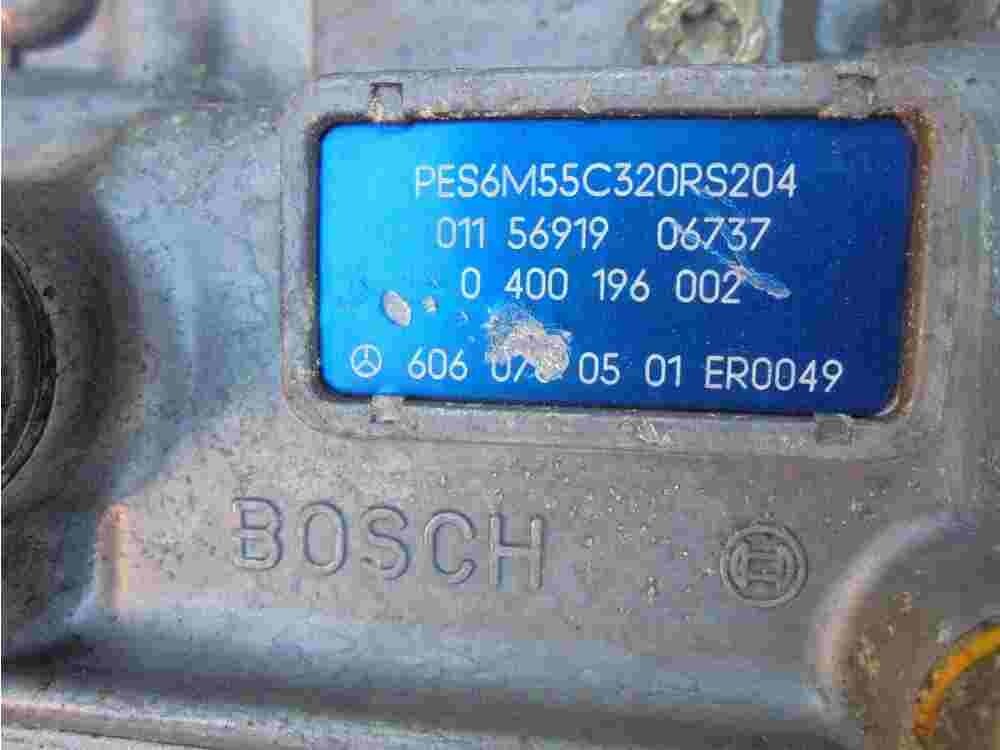 PES6M55C320RS204
011 56919 06737
0 400 196 002
606 05 01 ER0049
BOSCH